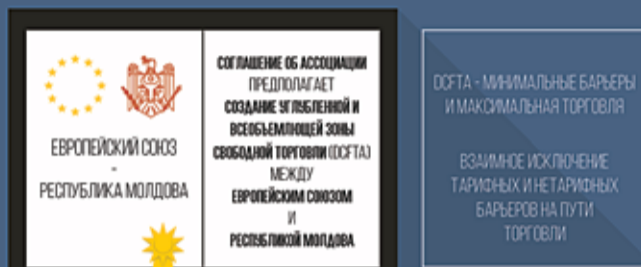 ЕВРОПЕЙСКИЙ СОЮЗ
-
РЕСПУБЛИКА МОЛДОВА
СОГЛАШЕНИЕ ОБ АССОЦИАЦИИ
ПРЕДПОЛАГАЕТ
СОЗДАНИЕ УГЛУБЛЕННОЙ И
ВСЕОБЪЕМЛЮЩЕЙ ЗОНЫ
СВОБОДНОЙ ТОРГОВЛИ (DCFTA)
МЕЖДУ
ЕВРОПЕЙСКИМ СОЮЗОМ
И
РЕСПУБЛИКОЙ МОЛДОВА
DCFTA - МИНИМАЛЬНЫЕ БАРЬЕРЫ
И МАКСИМАЛЬНАЯ ТОРГОВЛЯ
ВЗАИМНОЕ ИСКЛЮЧЕНИЕ
ТАРИФНЫХ И НЕТАРИФНЫХ
БАРЬЕРОВ НА ПУТИ
ТОРГОВЛИ